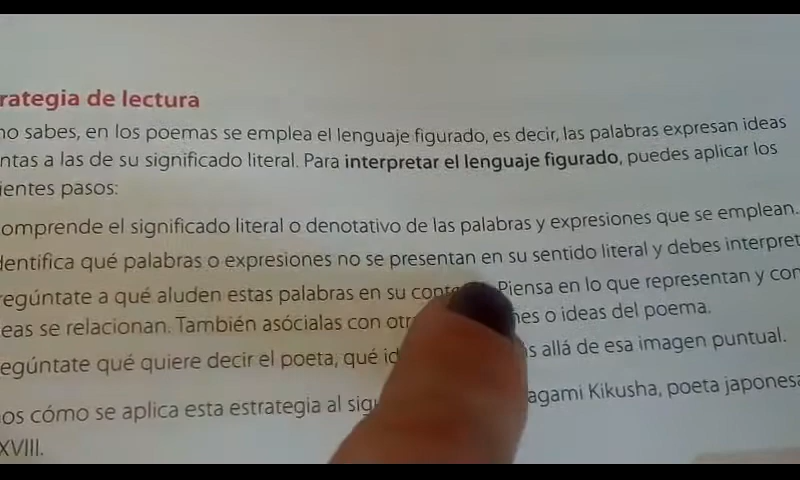 rategia de lectura
no sabes, en los poemas se emplea el lenguaje figurado, es decir, las palabras expresan ideas
ntas a las de su significado literal. Para interpretar el lenguaje figurado, puedes aplicar los
ientes pasos:
omprende el significado literal o denotativo de las palabras y expresiones que se emplean.
dentifica qué palabras o expresiones no se presentan en su sentido literal y debes interpret
regúntate a qué aluden estas palabras en su conte Piensa en lo que representan y con
eas se relacionan. También asócialas con otr nes o ideas del poema.
egúntate qué quiere decir el poeta, qué id s allá de esa imagen puntual.
os cómo se aplica esta estrategia al sig agami Kikusha, poeta japonesa
XVIII.